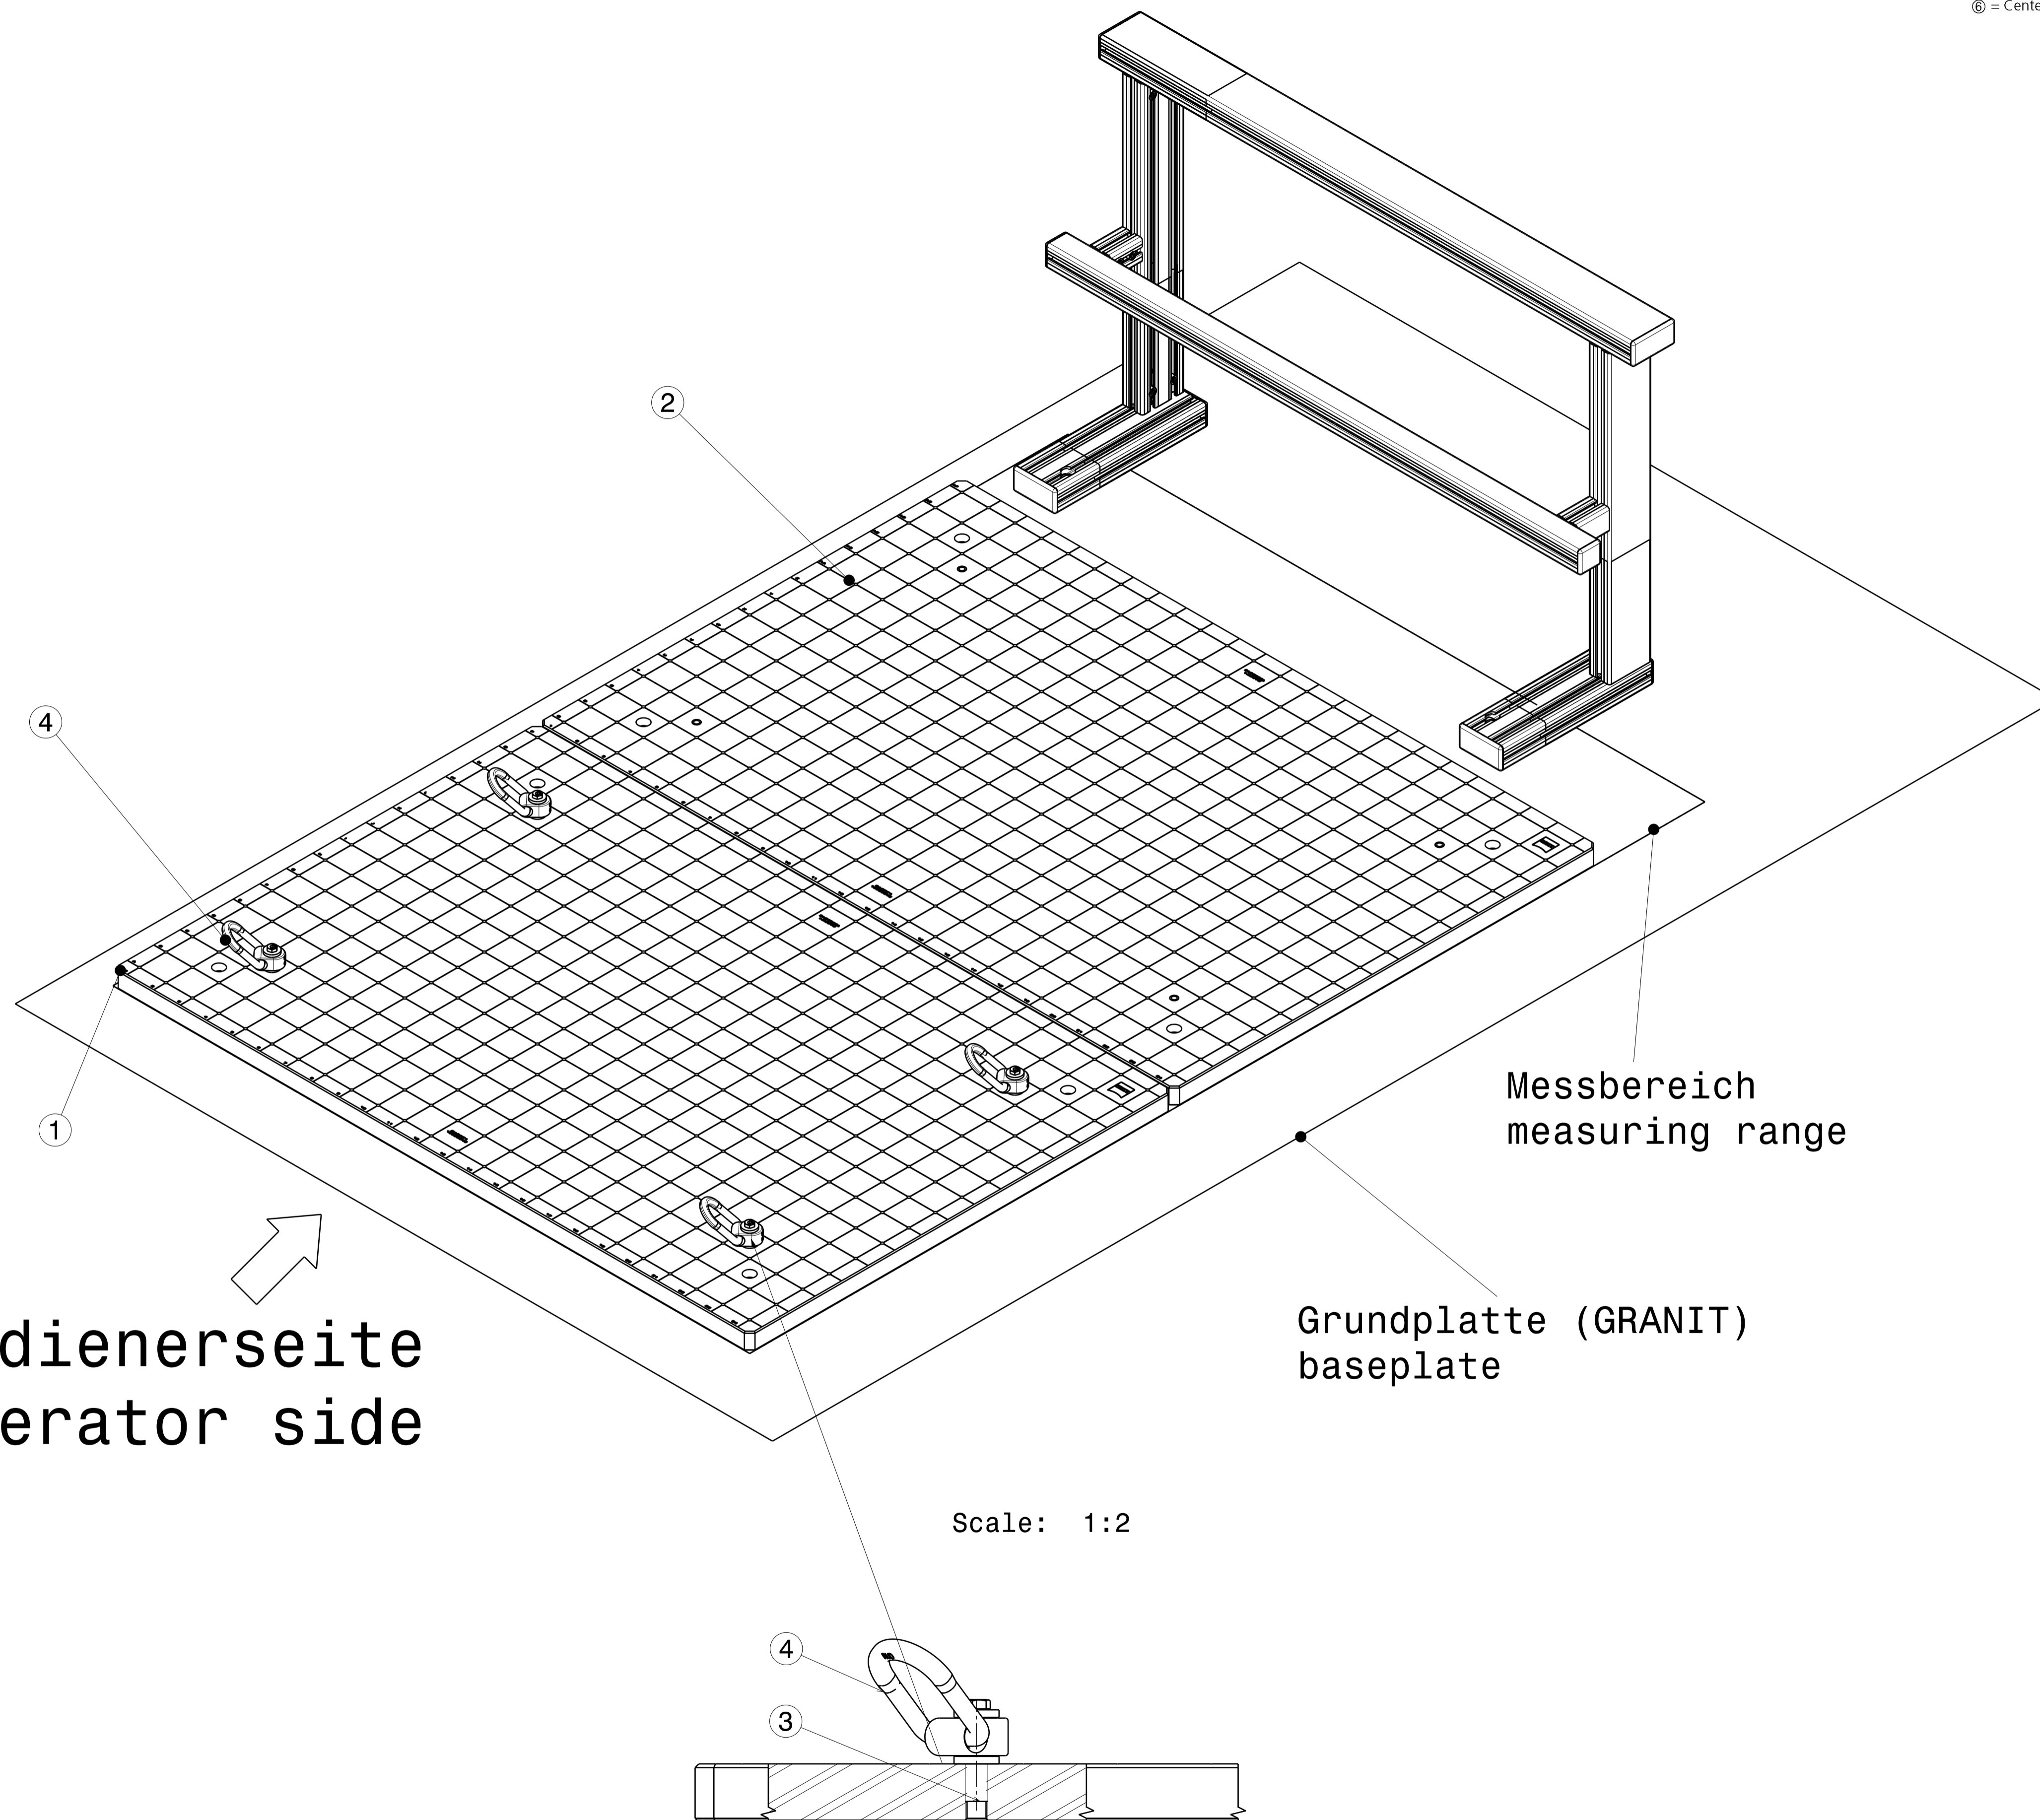 ⑥ = Cente
2
4
1
Messbereich
measuring range
Grundplatte (GRANIT)
baseplate
dienerseite
erator side
Scale: 1:2
4
3